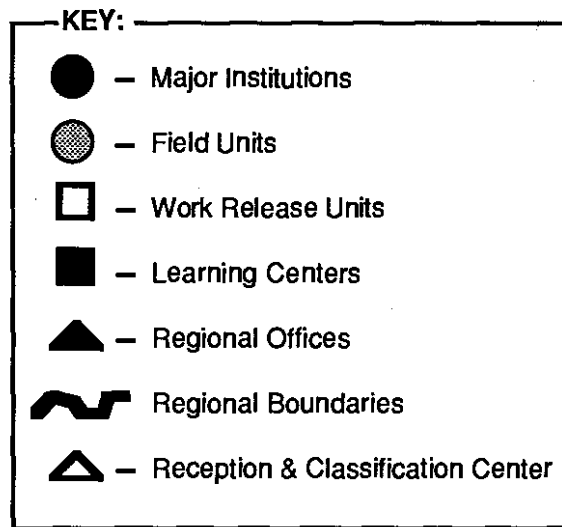 KEY:
– Major Institutions
– Field Units
– Work Release Units
– Learning Centers
– Regional Offices
Regional Boundaries
– Reception & Classification Center